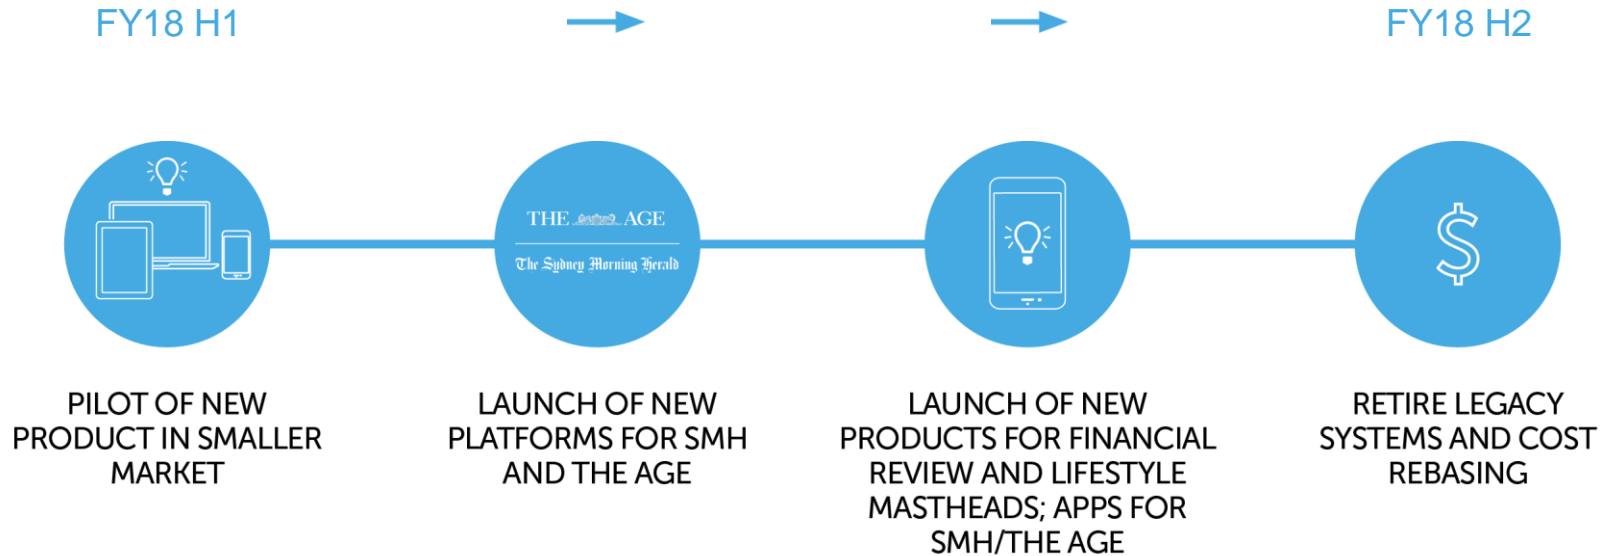 FY18 H1
FY18 H2
THE AGE
The Sydney Morning Herald
$
PILOT OF NEW
PRODUCT IN SMALLER
MARKET
LAUNCH OF NEW
PLATFORMS FOR SMH
AND THE AGE
LAUNCH OF NEW
PRODUCTS FOR FINANCIAL
REVIEW AND LIFESTYLE
MASTHEADS; APPS FOR
SMH/THE AGE
RETIRE LEGACY
SYSTEMS AND COST
REBASING